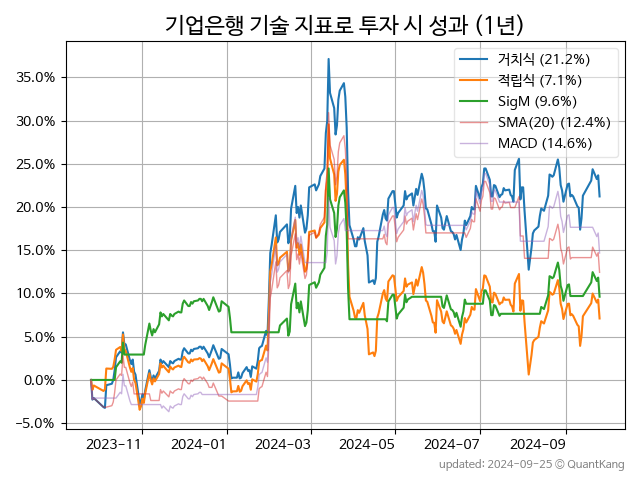 기업은행 기술 지표로 투자 시 성과 (1년)
거치식 (21.2%)
적립식 (7.1%)
SigM (9.6%)
SMA(20) (12.4%)
MACD (14.6%)
35.0%
30.0%
25.0%
20.0%
15.0%
10.0%
5.0%
0.0%
−5.0%
2023−11 2024−01 2024−03 2024−05 2024−07 2024−09
updated: 2024-09-25 © QuantKang